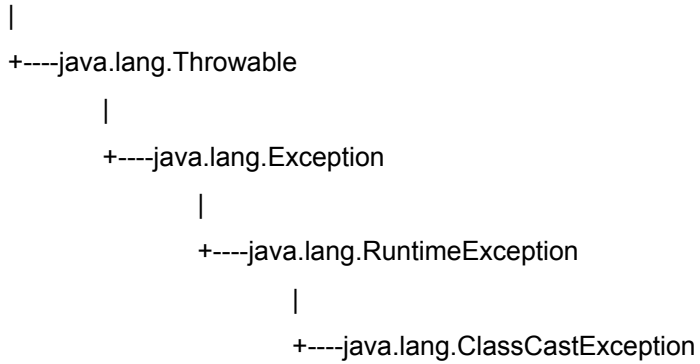 |
+----java.lang.Throwable
|
+----java.lang.Exception
|
+----java.lang.RuntimeException
|
+----java.lang.ClassCastException